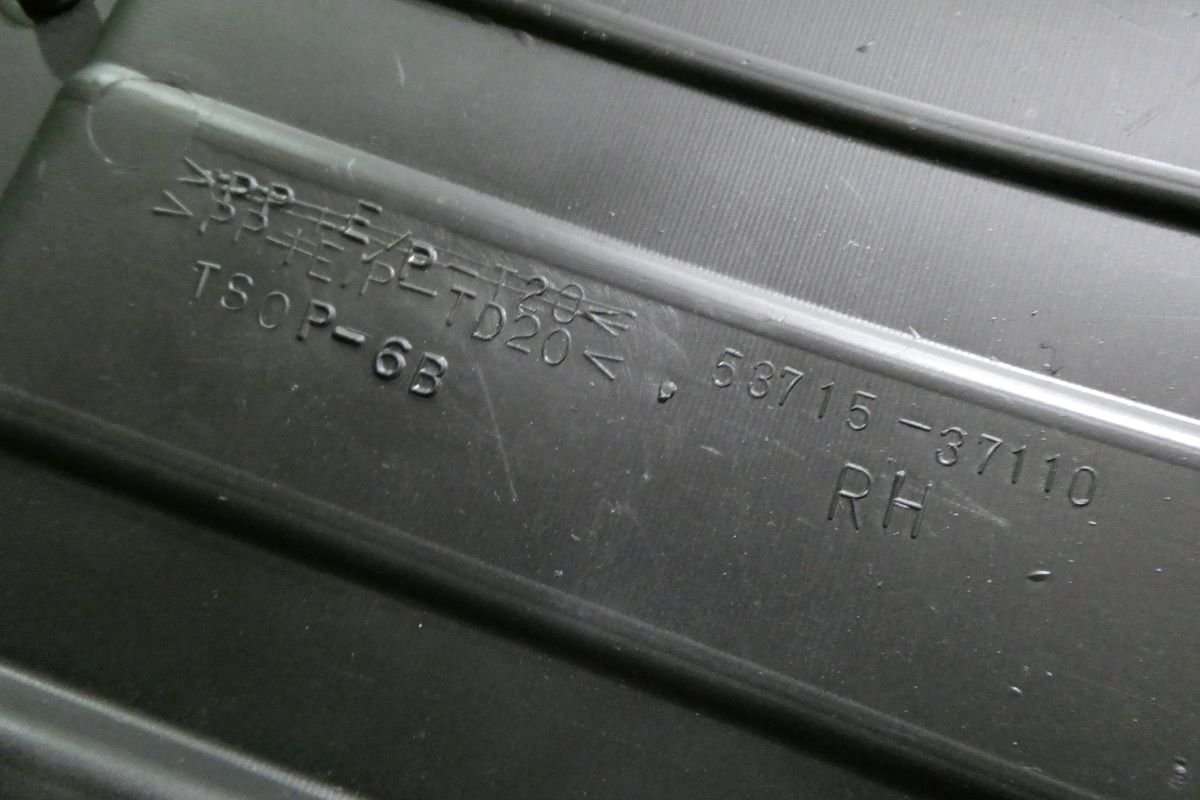 >PP+E/P-T20<
>PP+E/P-TD20<
TSOP-6B
53715-37110
RH